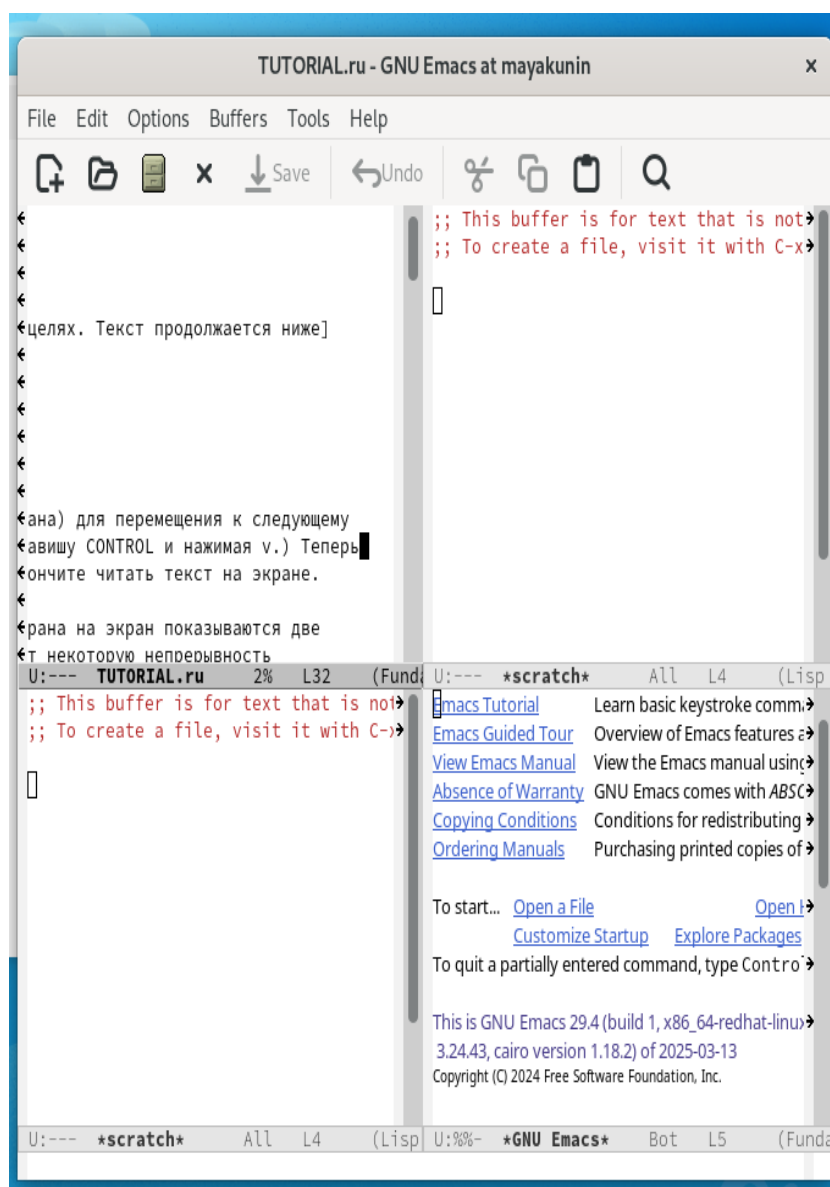 TUTORIAL.ru - GNU Emacs at mayakunin
File Edit Options Buffers Tools Help
Save Undo
целях. Текст продолжается ниже]
ана) для перемещения к следующему
авишу CONTROL и нажимая v.) Теперь
ончите читать текст на экране.
рана на экран показываются две
т некоторую непрерывность
U:--- TUTORIAL.ru 2% L32 (Funda
;; This buffer is for text that is not
;; To create a file, visit it with C-x
U:--- *scratch* All L4 (Lisp
;; This buffer is for text that is not
;; To create a file, visit it with C-x
U:--- *scratch* All L4 (Lisp
Emacs Tutorial Learn basic keystroke comma
Emacs Guided Tour Overview of Emacs features a
View Emacs Manual View the Emacs manual using
Absence of Warranty GNU Emacs comes with ABSO
Copying Conditions Conditions for redistributing
Ordering Manuals Purchasing printed copies of
To start... Open a File Open H
Customize Startup Explore Packages
To quit a partially entered command, type Contro
This is GNU Emacs 29.4 (build 1, x86_64-redhat-linux
3.24.43, cairo version 1.18.2) of 2025-03-13
Copyright (C) 2024 Free Software Foundation, Inc.
U:%%- *GNU Emacs* Bot L5 (Funda